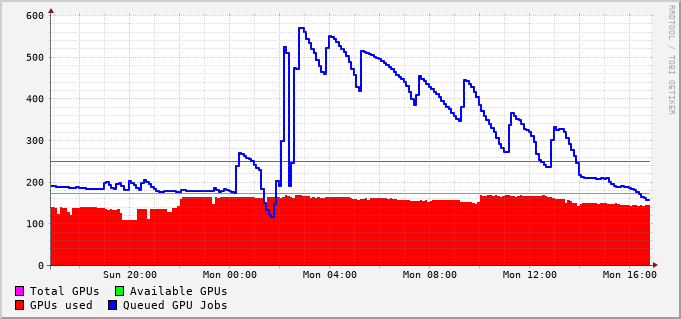 600
500
400
300
200
100
0
Sun 20:00 Mon 00:00 Mon 04:00 Mon 08:00 Mon 12:00 Mon 16:00
Total GPUs Available GPUs
GPUs used Queued GPU Jobs
RRDTOOL / TOBI OETIKER